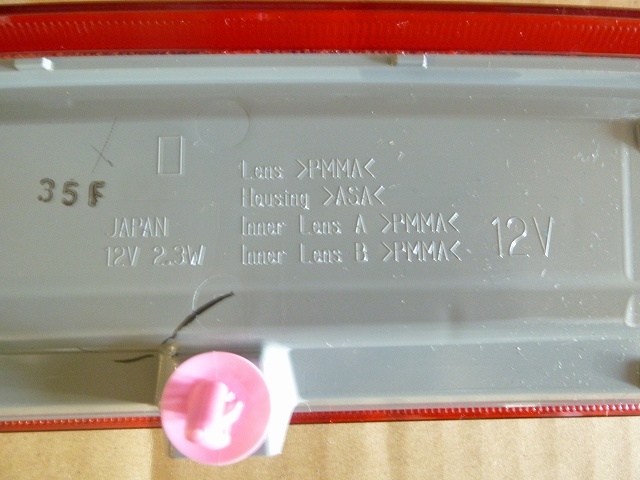 Lens >PMMA<
Housing >ASA<
Inner Lens A >PMMA<
Inner Lens B >PMMA<
35F
JAPAN
12V 2.3W
12V